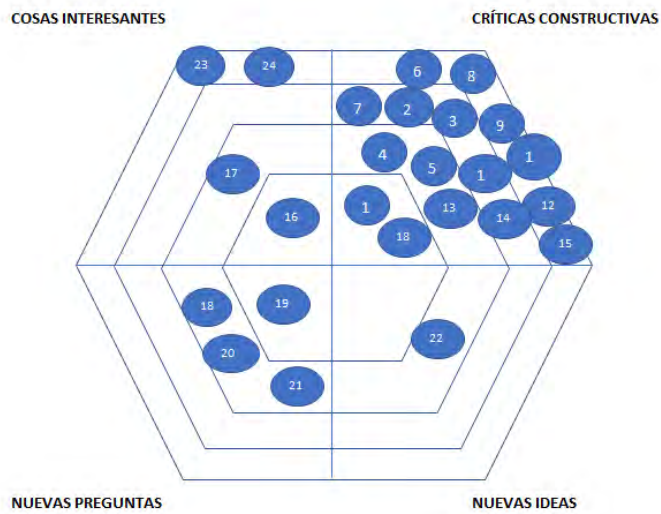 COSAS INTERESANTES CRÍTICAS CONSTRUCTIVAS
23 24 6 8
7 2 3 9
4 5 1 1
17
16 1 13 14 12
18 15
18 19
20 22
21
NUEVAS PREGUNTAS NUEVAS IDEAS